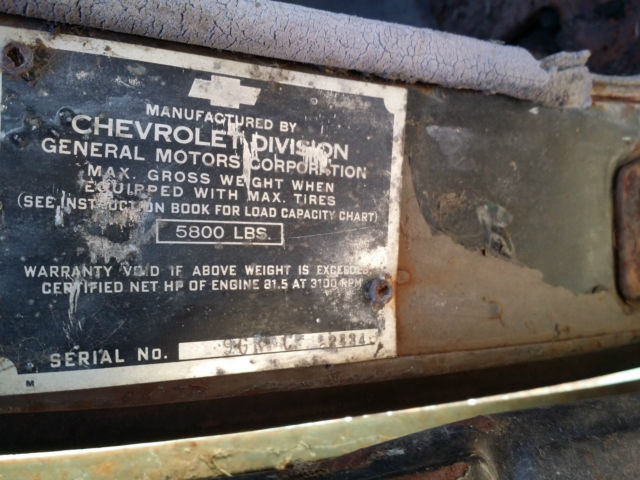 MANUFACTURED BY
CHEVROLET DIVISION
GENERAL MOTORS CORPORATION
MAX. GROSS WEIGHT WHEN
EQUIPPED WITH MAX. TIRES
(SEE INSTRUCTION BOOK FOR LOAD CAPACITY CHART)
5800 LBS.
WARRANTY VOID IF ABOVE WEIGHT IS EXCEEDED
CERTIFIED NET HP OF ENGINE 81.5 AT 3100 RPM
SERIAL No.
M